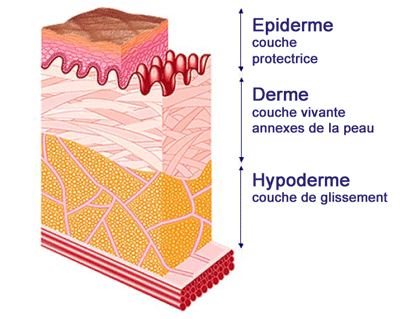 Epiderme
couche
protectrice
Derme
couche vivante
annexes de la peau
Hypoderme
couche de glissement